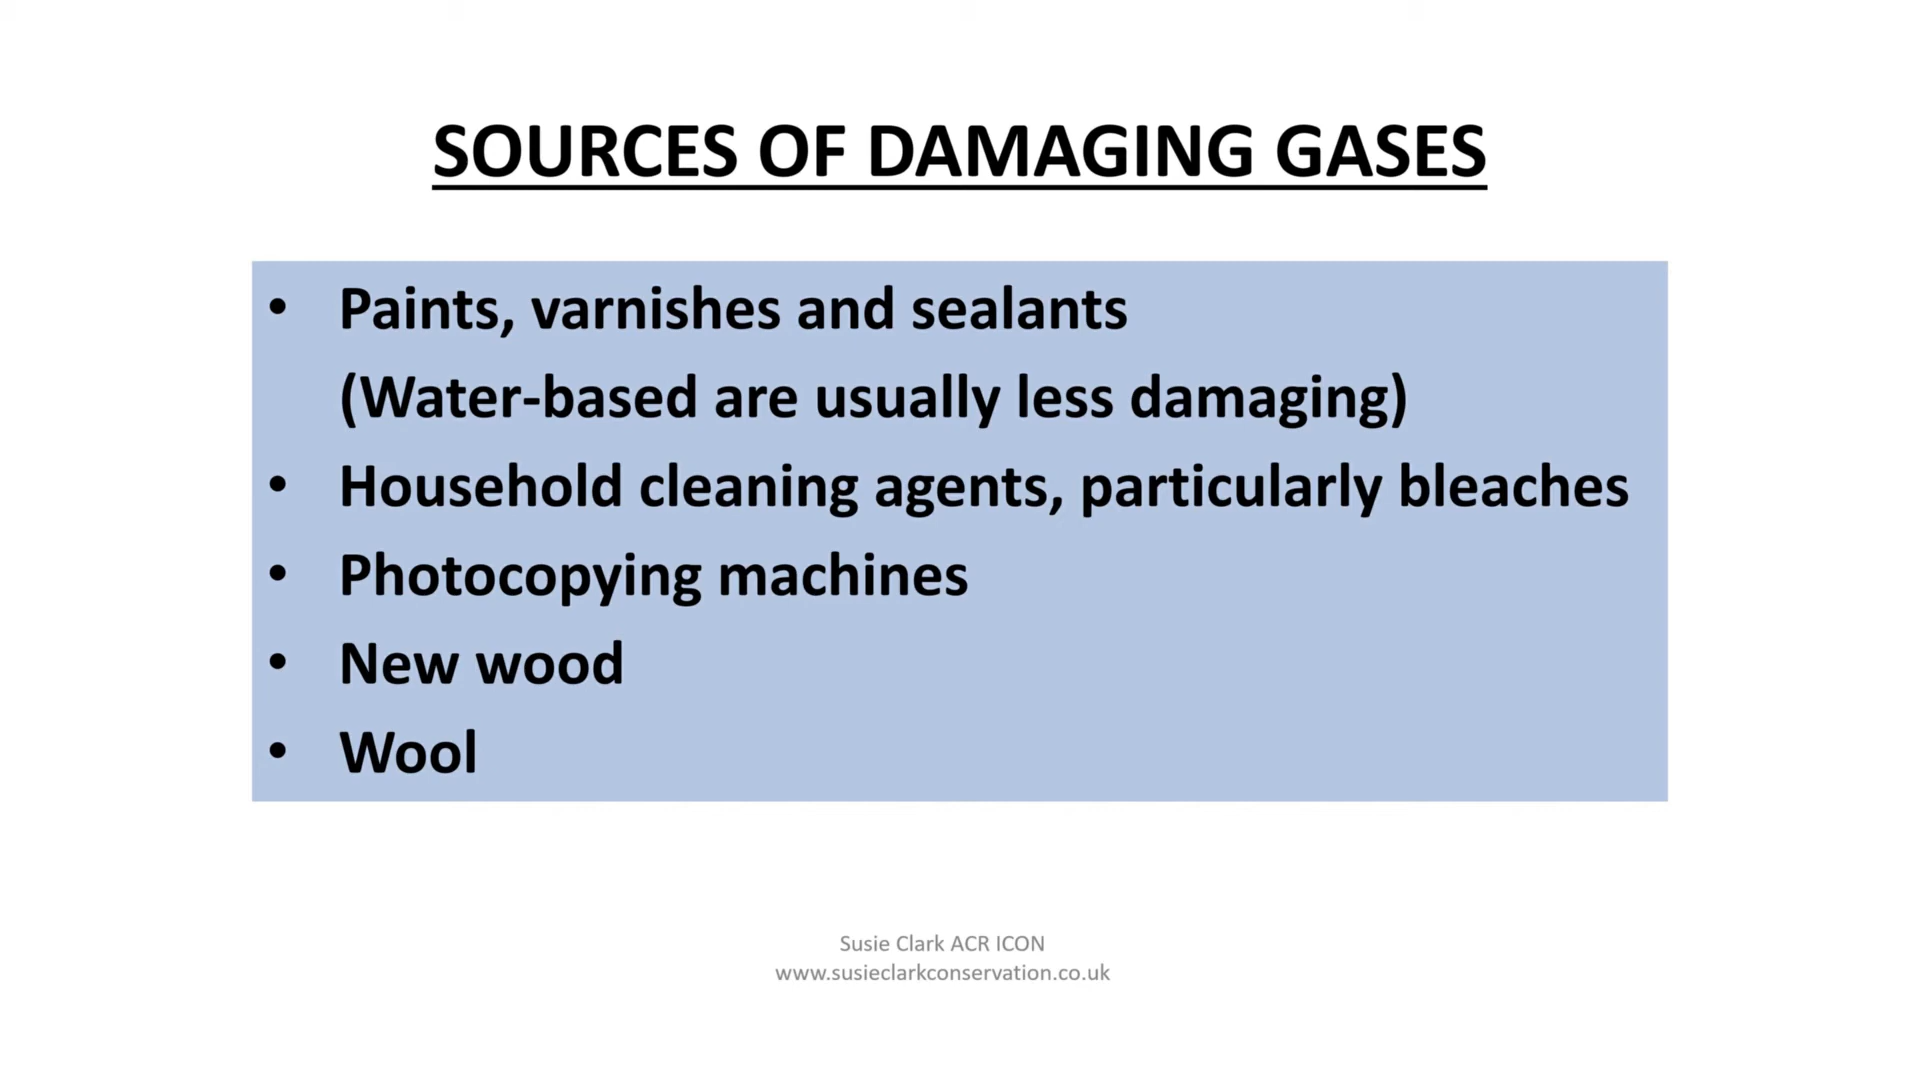 SOURCES OF DAMAGING GASES
• Paints, varnishes and sealants
(Water-based are usually less damaging)
• Household cleaning agents, particularly bleaches
• Photocopying machines
• New wood
• Wool
Susie Clark ACR ICON
www.susieclarkconservation.co.uk